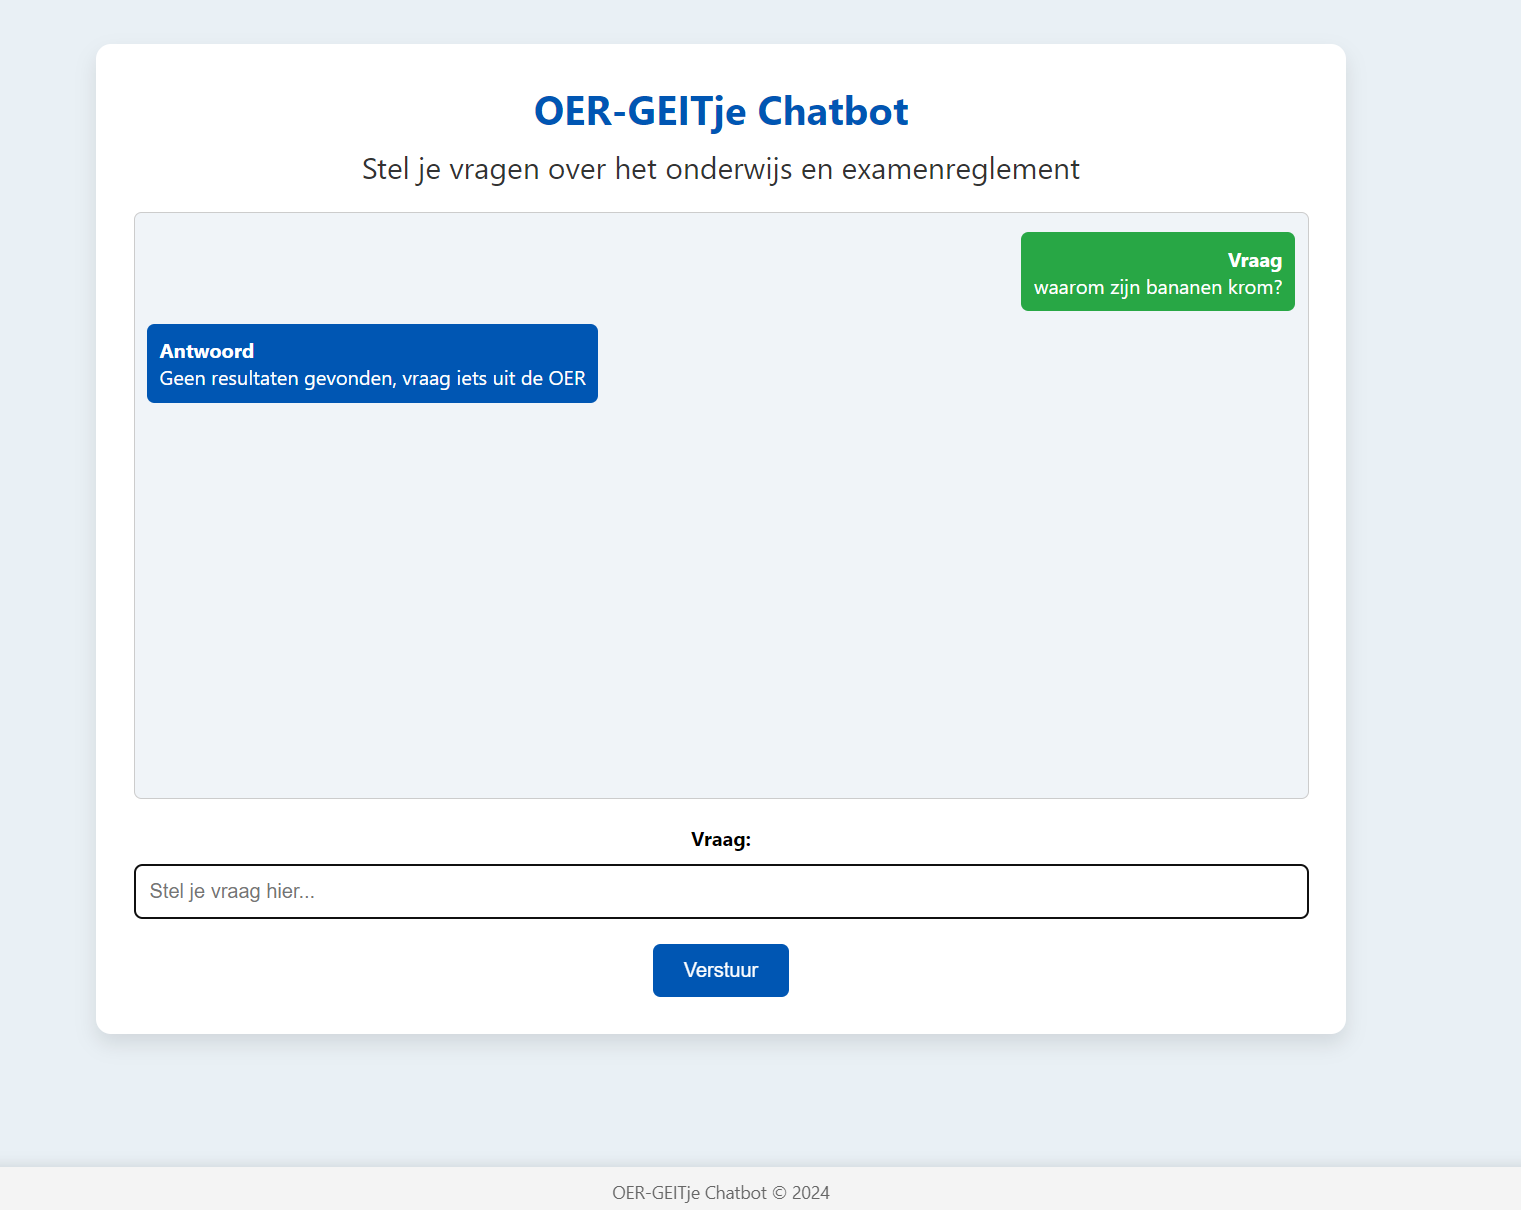 OER-GEITje Chatbot
Stel je vragen over het onderwijs en examenreglement
Vraag
waarom zijn bananen krom?
Antwoord
Geen resultaten gevonden, vraag iets uit de OER
Vraag:
Stel je vraag hier...
Verstuur
OER-GEITje Chatbot © 2024